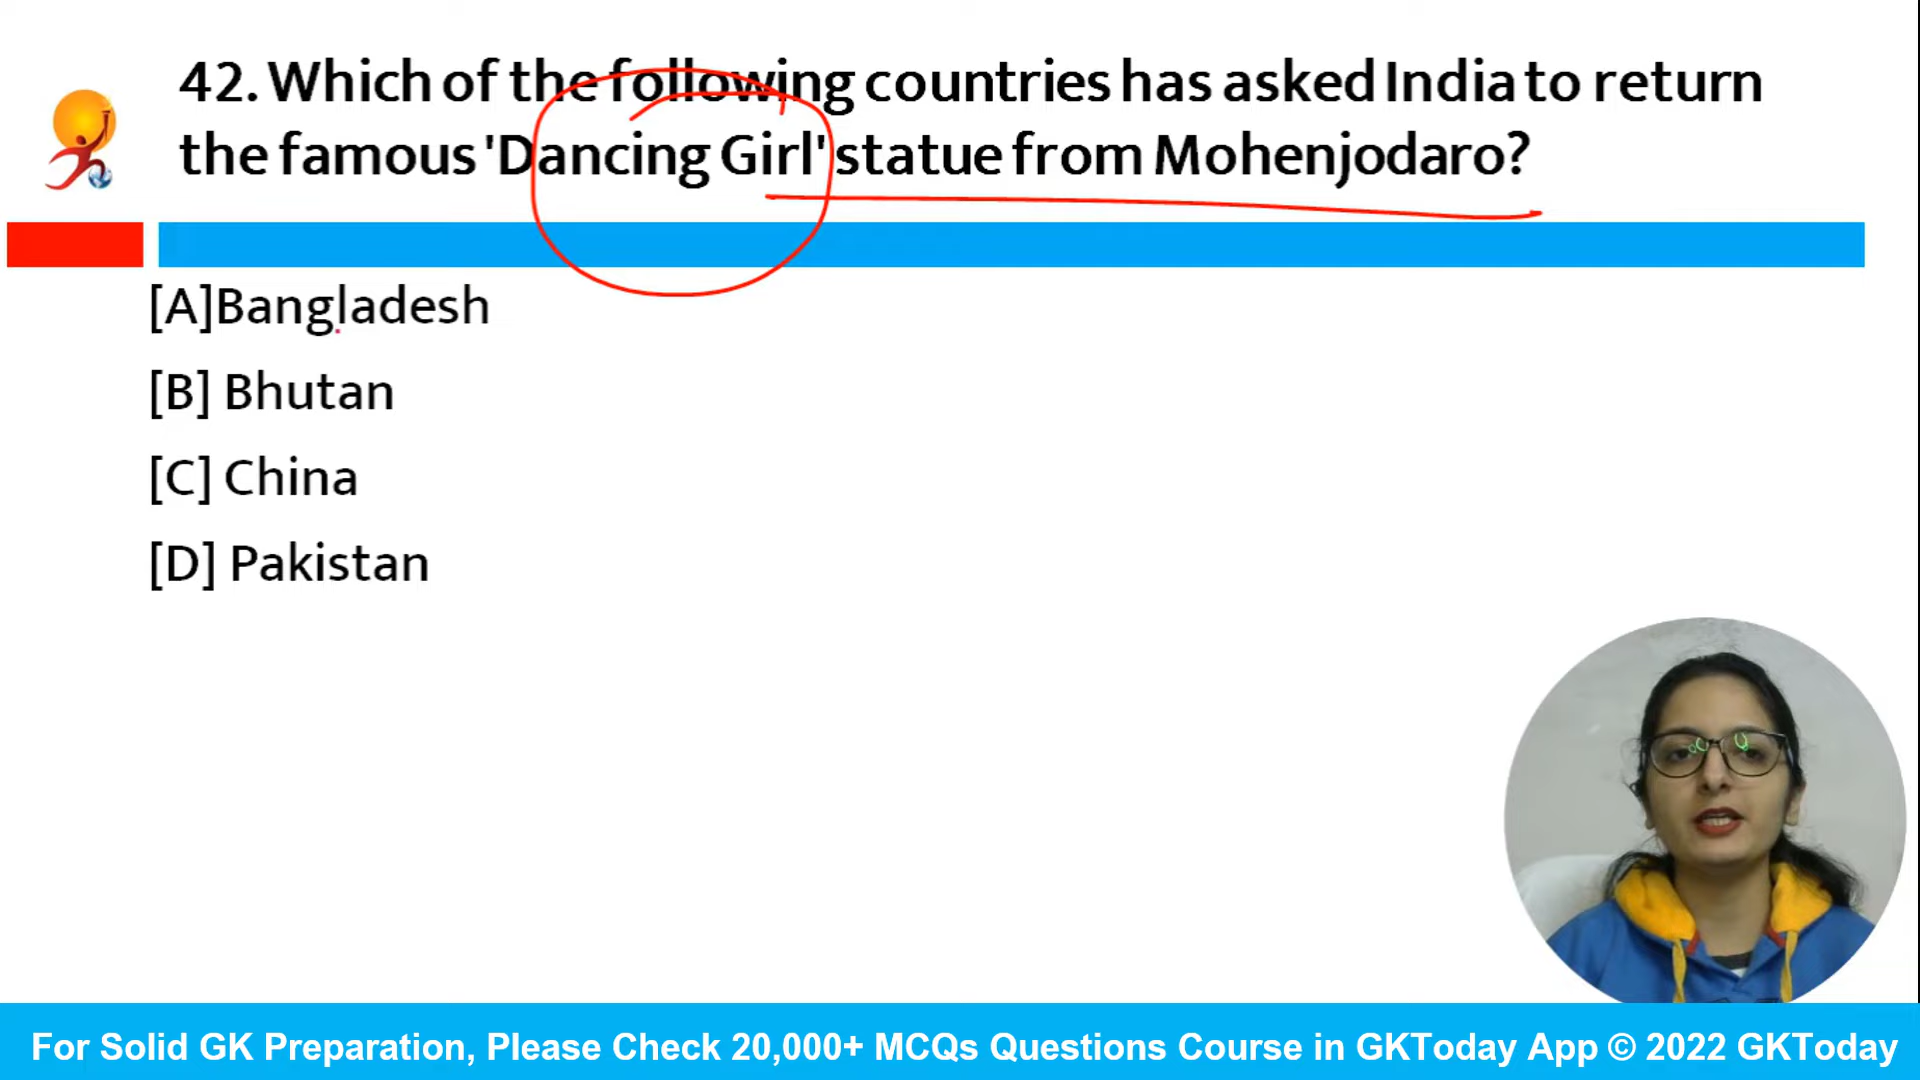 42. Which of the following countries has asked India to return
the famous 'Dancing Girl' statue from Mohenjodaro?
[A]Bangladesh
[B] Bhutan
[C] China
[D] Pakistan
For Solid GK Preparation, Please Check 20,000+ MCQs Questions Course in GKToday App © 2022 GKToday